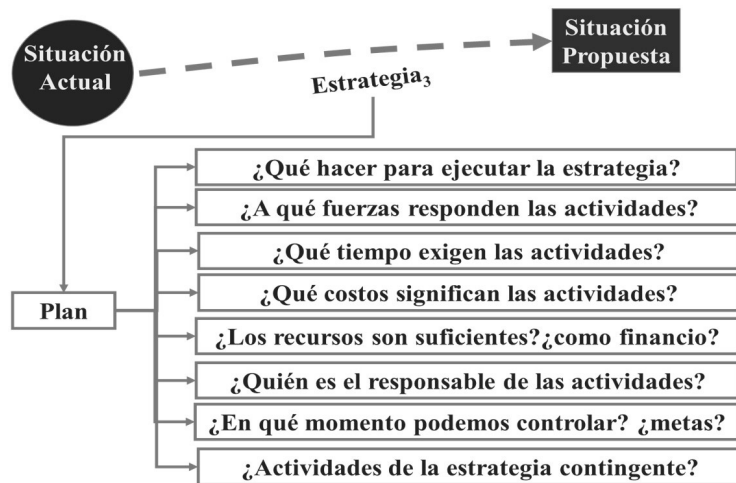 Situación
Actual
Situación
Propuesta
Estrategia₃
¿Qué hacer para ejecutar la estrategia?
¿A qué fuerzas responden las actividades?
¿Qué tiempo exigen las actividades?
Plan
¿Qué costos significan las actividades?
¿Los recursos son suficientes?¿como financio?
¿Quién es el responsable de las actividades?
¿En qué momento podemos controlar? ¿metas?
¿Actividades de la estrategia contingente?